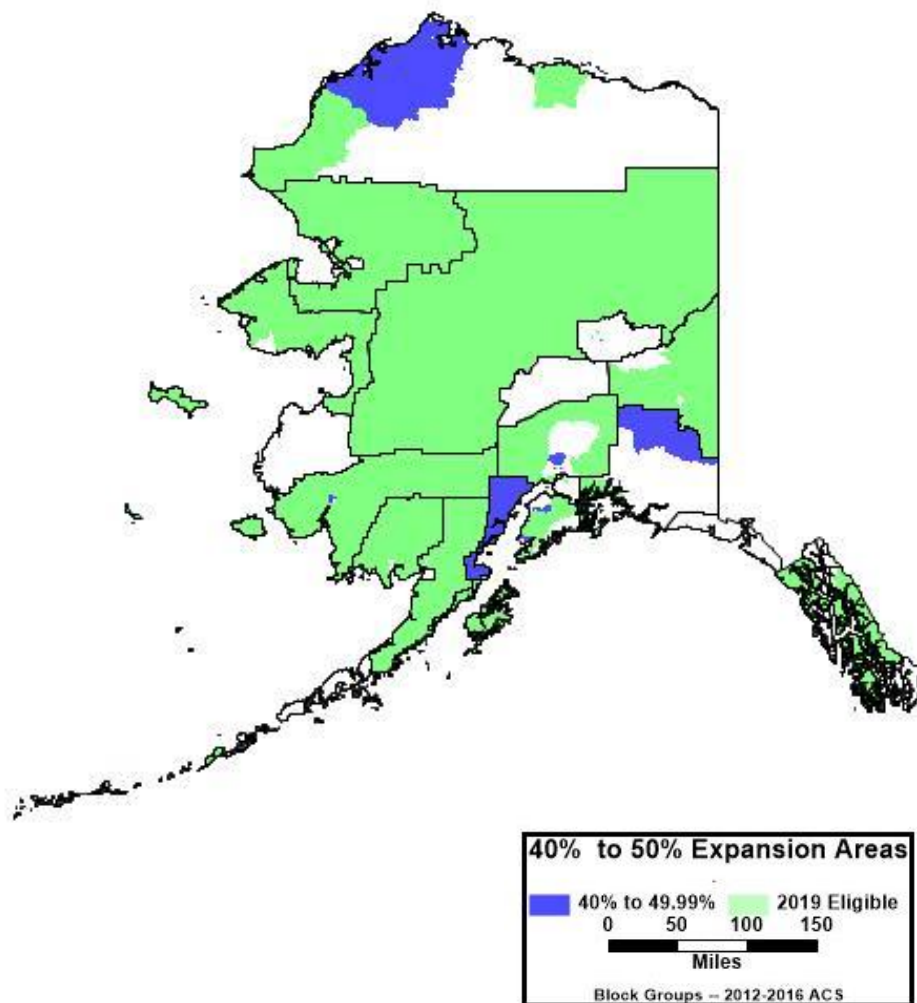 40% to 50% Expansion Areas
40% to 49.99% 2019 Eligible
0 50 100 150
Miles
Block Groups -- 2012-2016 ACS